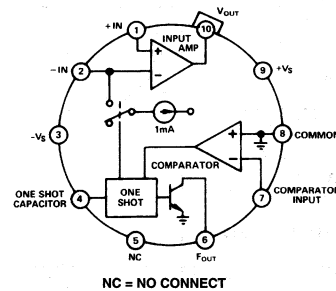 VOUT
+ IN
1
INPUT
AMP
10
– IN
2
9
+VS
1mA
–VS
3
8
COMMON
COMPARATOR
ONE SHOT
CAPACITOR
4
ONE
SHOT
7
COMPARATOR
INPUT
5
NC
6
FOUT
NC = NO CONNECT